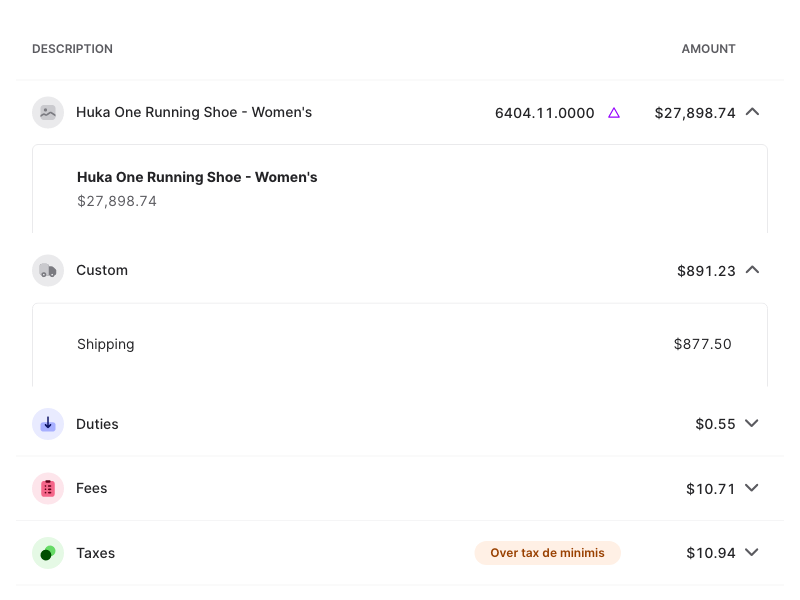 DESCRIPTION AMOUNT
Huka One Running Shoe - Women's 6404.11.0000 $27,898.74
Huka One Running Shoe - Women's
$27,898.74
Custom $891.23
Shipping $877.50
Duties $0.55
Fees $10.71
Taxes Over tax de minimis $10.94